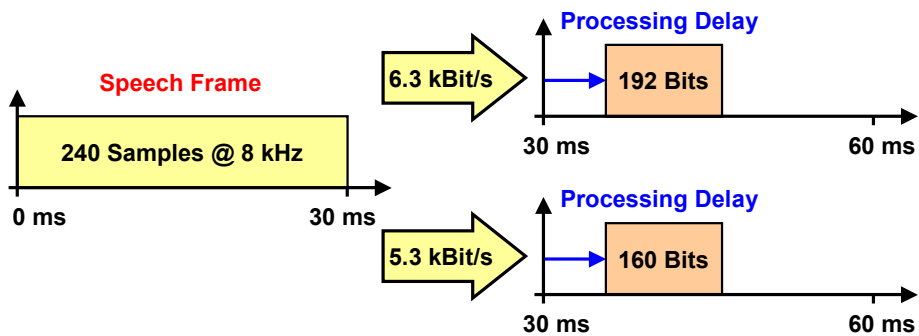 Speech Frame
240 Samples @ 8 kHz
0 ms
30 ms
6.3 kBit/s
Processing Delay
192 Bits
30 ms
60 ms
5.3 kBit/s
Processing Delay
160 Bits
30 ms
60 ms